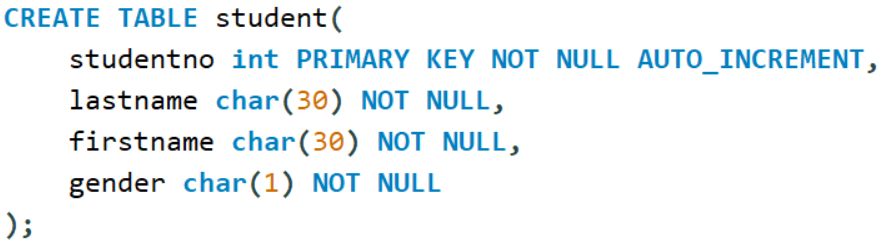 CREATE TABLE student(
    studentno int PRIMARY KEY NOT NULL AUTO_INCREMENT,
    lastname char(30) NOT NULL,
    firstname char(30) NOT NULL,
    gender char(1) NOT NULL
);